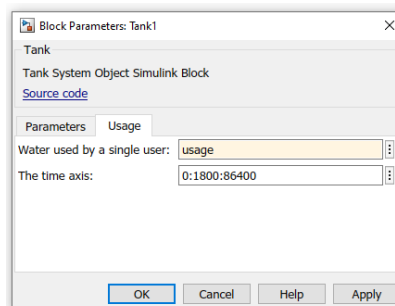 Block Parameters: Tank1
Tank
Tank System Object Simulink Block
Source code
Parameters Usage
Water used by a single user: usage
The time axis: 0:1800:86400
OK Cancel Help Apply